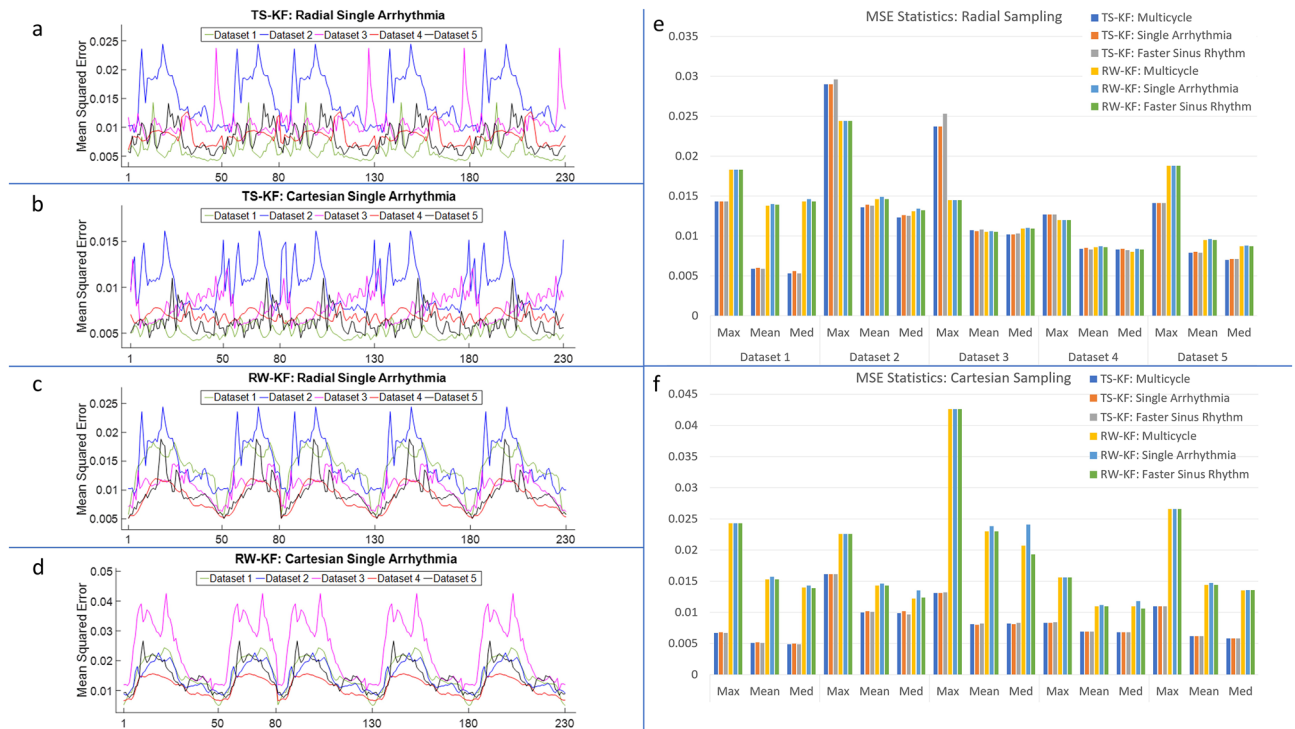 a
TS-KF: Radial Single Arrhythmia
Dataset 1 Dataset 2 Dataset 3 Dataset 4 Dataset 5
Mean Squared Error
0.025
0.02
0.015
0.01
0.005
1 50 80 130 180 230
b
TS-KF: Cartesian Single Arrhythmia
Dataset 1 Dataset 2 Dataset 3 Dataset 4 Dataset 5
Mean Squared Error
0.015
0.01
0.005
1 50 80 130 180 230
c
RW-KF: Radial Single Arrhythmia
Dataset 1 Dataset 2 Dataset 3 Dataset 4 Dataset 5
Mean Squared Error
0.025
0.02
0.015
0.01
0.005
1 50 80 130 180 230
d
RW-KF: Cartesian Single Arrhythmia
Dataset 1 Dataset 2 Dataset 3 Dataset 4 Dataset 5
Mean Squared Error
0.05
0.04
0.03
0.02
0.01
1 50 80 130 180 230
e
MSE Statistics: Radial Sampling
TS-KF: Multicycle
TS-KF: Single Arrhythmia
TS-KF: Faster Sinus Rhythm
RW-KF: Multicycle
RW-KF: Single Arrhythmia
RW-KF: Faster Sinus Rhythm
0.035
0.03
0.025
0.02
0.015
0.01
0.005
0
Max Mean Med Max Mean Med Max Mean Med Max Mean Med Max Mean Med
Dataset 1 Dataset 2 Dataset 3 Dataset 4 Dataset 5
f
MSE Statistics: Cartesian Sampling
TS-KF: Multicycle
TS-KF: Single Arrhythmia
TS-KF: Faster Sinus Rhythm
RW-KF: Multicycle
RW-KF: Single Arrhythmia
RW-KF: Faster Sinus Rhythm
0.045
0.04
0.035
0.03
0.025
0.02
0.015
0.01
0.005
0
Max Mean Med Max Mean Med Max Mean Med Max Mean Med Max Mean Med